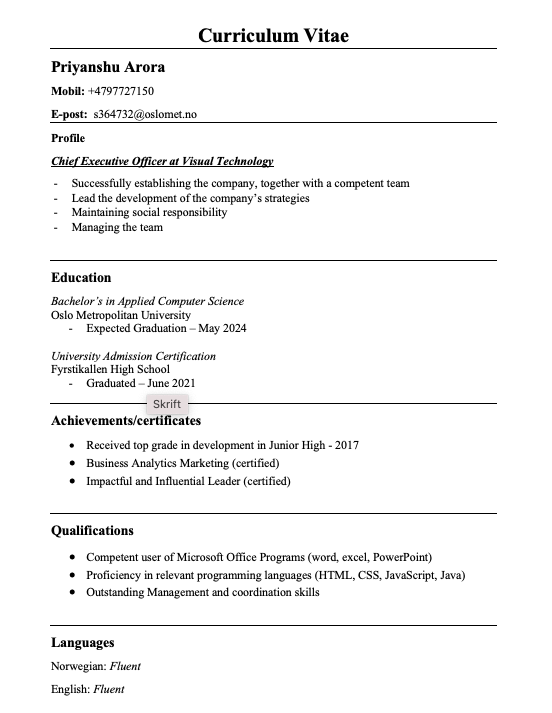 Curriculum Vitae
Priyanshu Arora
Mobil: +4797727150
E-post: s364732@oslomet.no
Profile
Chief Executive Officer at Visual Technology
- Successfully establishing the company, together with a competent team
- Lead the development of the company's strategies
- Maintaining social responsibility
- Managing the team
Education
Bachelor's in Applied Computer Science
Oslo Metropolitan University
- Expected Graduation – May 2024
University Admission Certification
Fyrstikallen High School
- Graduated – June 2021
Skrift
Achievements/certificates
• Received top grade in development in Junior High - 2017
• Business Analytics Marketing (certified)
• Impactful and Influential Leader (certified)
Qualifications
• Competent user of Microsoft Office Programs (word, excel, PowerPoint)
• Proficiency in relevant programming languages (HTML, CSS, JavaScript, Java)
• Outstanding Management and coordination skills
Languages
Norwegian: Fluent
English: Fluent